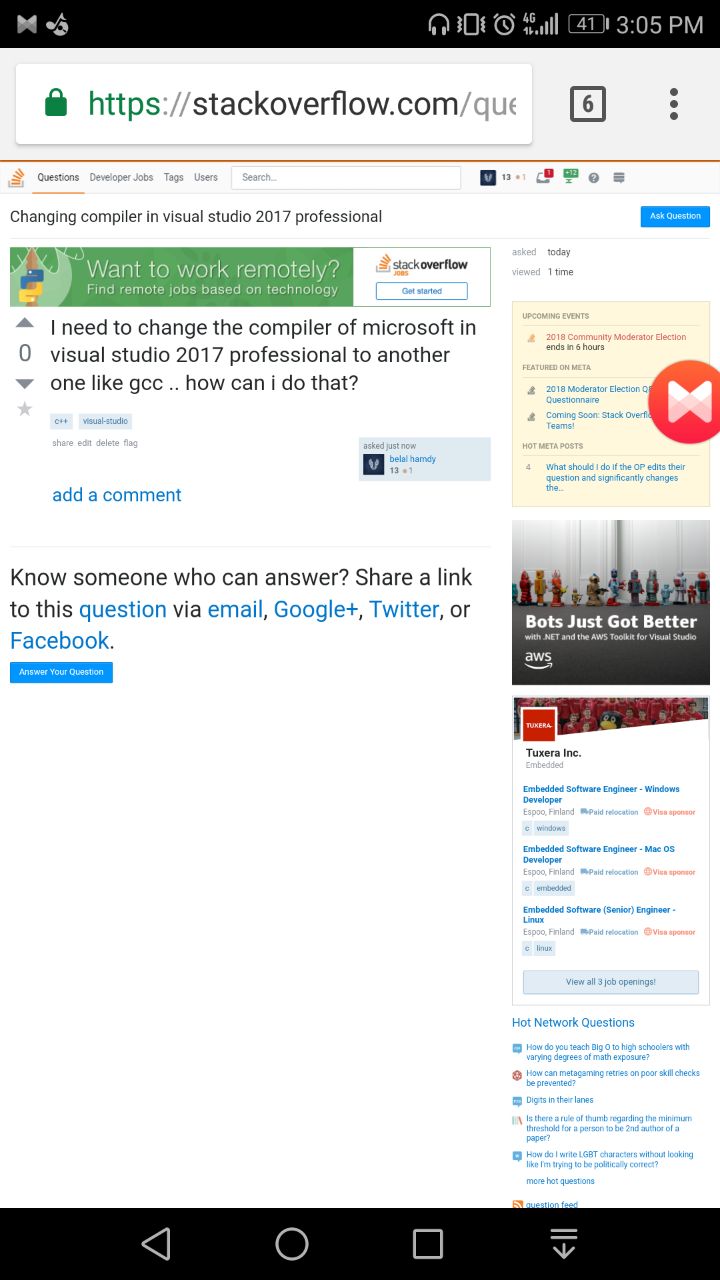 4G
41
3:05 PM
https://stackoverflow.com/que
6
Questions Developer Jobs Tags Users Search... 13 1 1 +12
Changing compiler in visual studio 2017 professional
Ask Question
Want to work remotely?
Find remote jobs based on technology
stackoverflow
JOBS
Get started
0
I need to change the compiler of microsoft in
visual studio 2017 professional to another
one like gcc .. how can i do that?
c++ visual-studio
share edit delete flag
asked just now
belal hamdy
13 1
add a comment
Know someone who can answer? Share a link
to this question via email, Google+, Twitter, or
Facebook.
Answer Your Question
asked today
viewed 1 time
UPCOMING EVENTS
2018 Community Moderator Election
ends in 6 hours
FEATURED ON META
2018 Moderator Election
Questionnaire
Coming Soon: Stack
Teams!
HOT META POSTS
4 What should I do if the OP edits their
question and significantly changes
the...
Bots Just Got Better
with .NET and the AWS Toolkit for Visual Studio
aws
TUXERA
Tuxera Inc.
Embedded
Embedded Software Engineer - Windows
Developer
Espoo, Finland Paid relocation Visa sponsor
c windows
Embedded Software Engineer - Mac OS
Developer
Espoo, Finland Paid relocation Visa sponsor
c embedded
Embedded Software (Senior) Engineer -
Linux
Espoo, Finland Paid relocation Visa sponsor
c linux
View all 3 job openings!
Hot Network Questions
How do you teach Big O to high schoolers with
varying degrees of math exposure?
How can metagaming retries on poor skill checks
be prevented?
Digits in their lanes
Is there a rule of thumb regarding the minimum
threshold for a person to be 2nd author of a
paper?
How do I write LGBT characters without looking
like I'm trying to be politically correct?
more hot questions
question feed